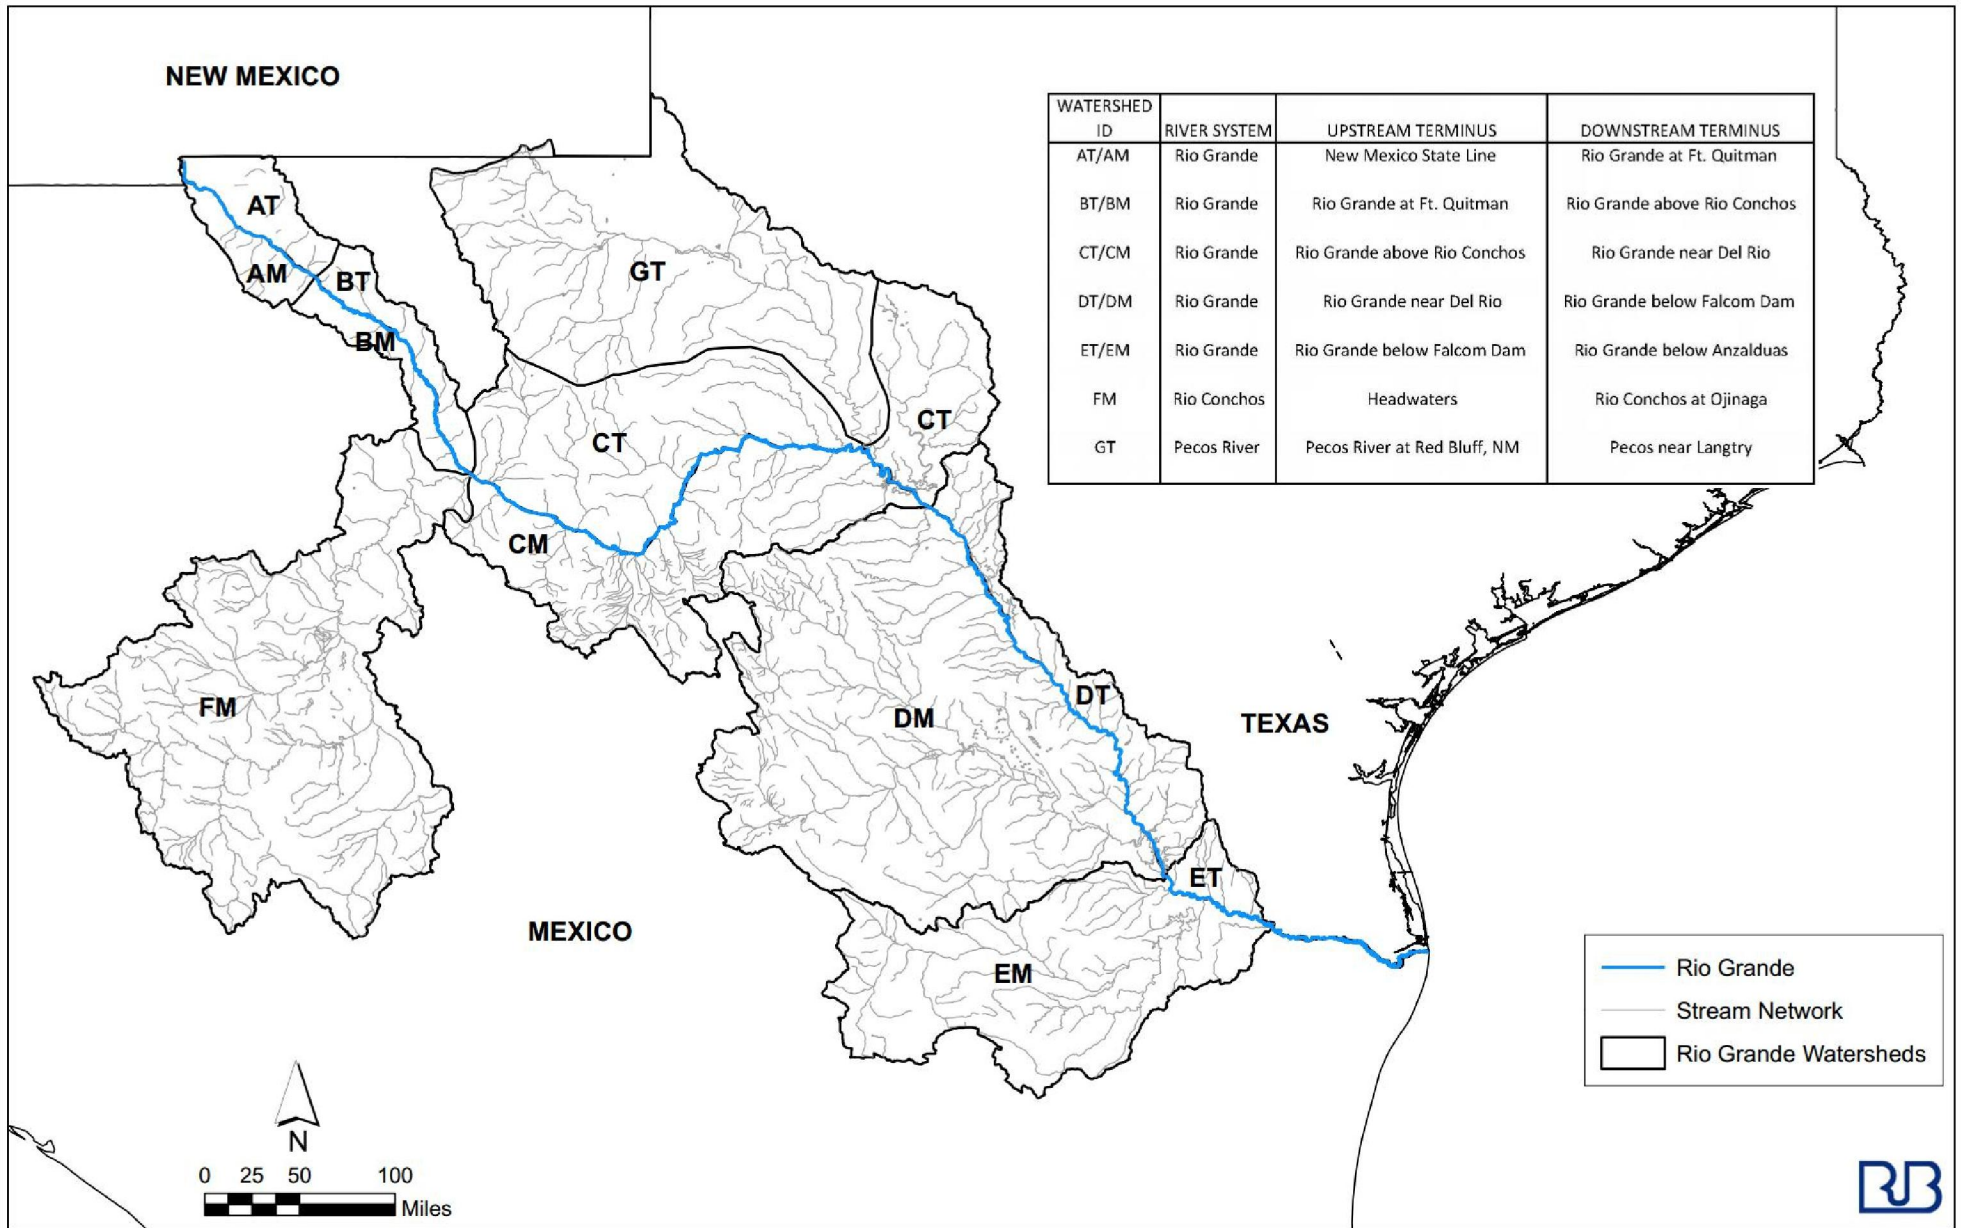 NEW MEXICO
WATERSHED
ID RIVER SYSTEM UPSTREAM TERMINUS DOWNSTREAM TERMINUS
AT/AM Rio Grande New Mexico State Line Rio Grande at Ft. Quitman
BT/BM Rio Grande Rio Grande at Ft. Quitman Rio Grande above Rio Conchos
CT/CM Rio Grande Rio Grande above Rio Conchos Rio Grande near Del Rio
DT/DM Rio Grande Rio Grande near Del Rio Rio Grande below Falcom Dam
ET/EM Rio Grande Rio Grande below Falcom Dam Rio Grande below Anzalduas
FM Rio Conchos Headwaters Rio Conchos at Ojinaga
GT Pecos River Pecos River at Red Bluff, NM Pecos near Langtry
AT
AM
BT
GT
BM
CT
CT
CM
FM
DM
DT
TEXAS
ET
MEXICO
EM
Rio Grande
Stream Network
Rio Grande Watersheds
N
0 25 50 100
Miles
RJB